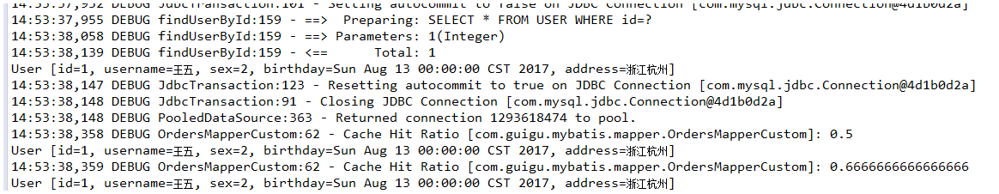 14:53:37,952 DEBUG JdbcTransaction:101 - Setting autocommit to false on JDBC Connection [com.mysql.jdbc.Connection@4d1b0d2a]
14:53:37,955 DEBUG findUserById:159 - ==>  Preparing: SELECT * FROM USER WHERE id=?
14:53:38,058 DEBUG findUserById:159 - ==> Parameters: 1(Integer)
14:53:38,139 DEBUG findUserById:159 - <==      Total: 1
User [id=1, username=王五, sex=2, birthday=Sun Aug 13 00:00:00 CST 2017, address=浙江杭州]
14:53:38,147 DEBUG JdbcTransaction:123 - Resetting autocommit to true on JDBC Connection [com.mysql.jdbc.Connection@4d1b0d2a]
14:53:38,148 DEBUG JdbcTransaction:91 - Closing JDBC Connection [com.mysql.jdbc.Connection@4d1b0d2a]
14:53:38,148 DEBUG PooledDataSource:363 - Returned connection 1293618474 to pool.
14:53:38,358 DEBUG OrdersMapperCustom:62 - Cache Hit Ratio [com.guigu.mybatis.mapper.OrdersMapperCustom]: 0.5
User [id=1, username=王五, sex=2, birthday=Sun Aug 13 00:00:00 CST 2017, address=浙江杭州]
14:53:38,359 DEBUG OrdersMapperCustom:62 - Cache Hit Ratio [com.guigu.mybatis.mapper.OrdersMapperCustom]: 0.6666666666666666
User [id=1, username=王五, sex=2, birthday=Sun Aug 13 00:00:00 CST 2017, address=浙江杭州]